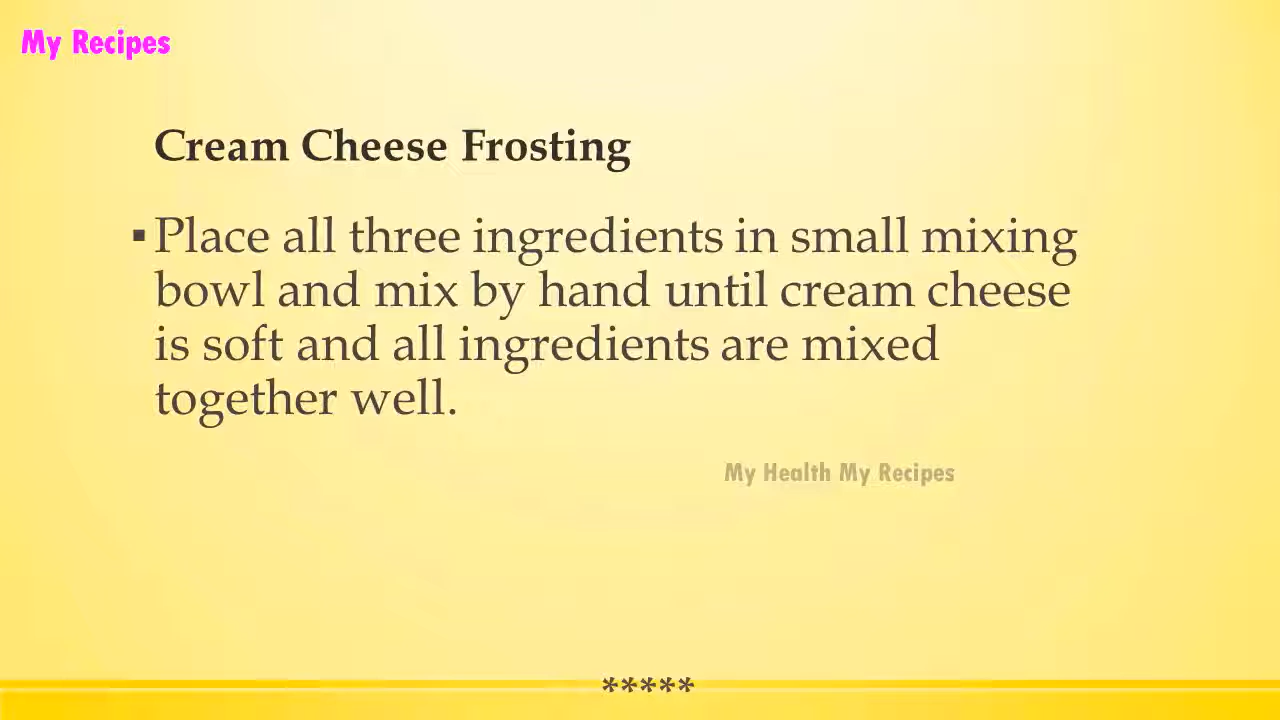 My Recipes
Cream Cheese Frosting
▪ Place all three ingredients in small mixing
bowl and mix by hand until cream cheese
is soft and all ingredients are mixed
together well.
My Health My Recipes
*****